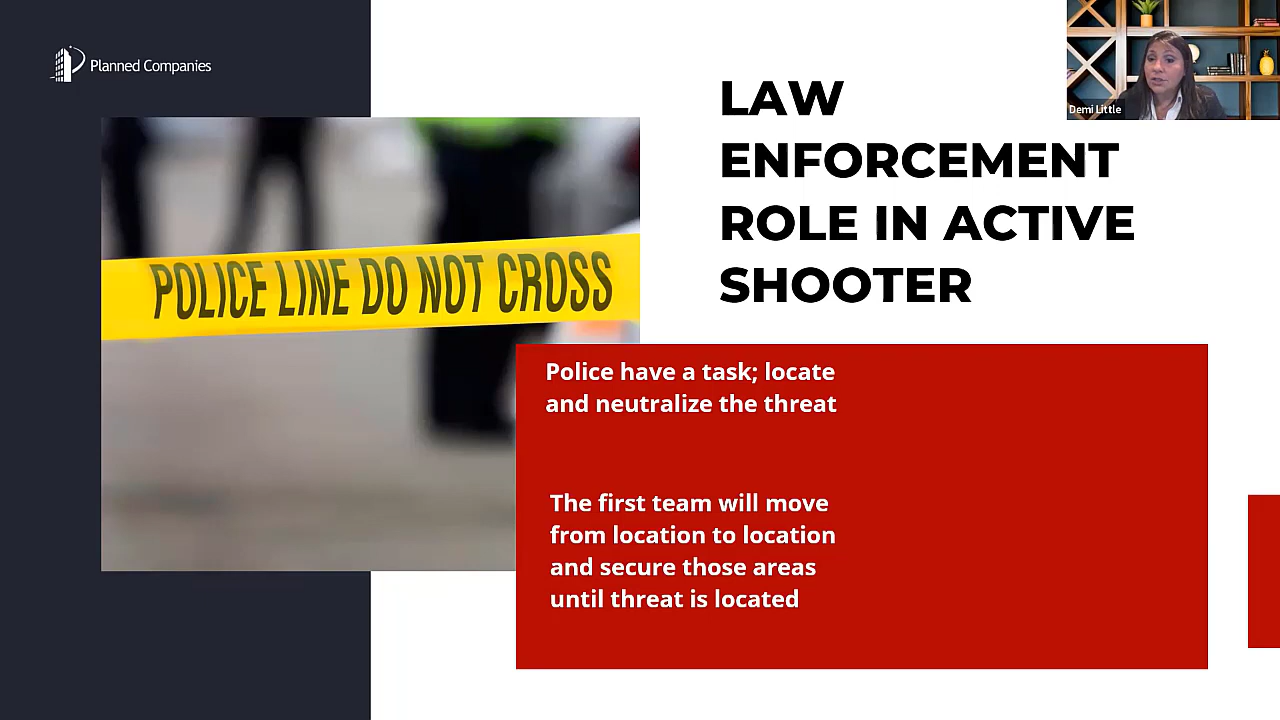 Planned Companies
Demi Little
LAW
ENFORCEMENT
ROLE IN ACTIVE
SHOOTER
POLICE LINE DO NOT CROSS
Police have a task; locate
and neutralize the threat
The first team will move
from location to location
and secure those areas
until threat is located